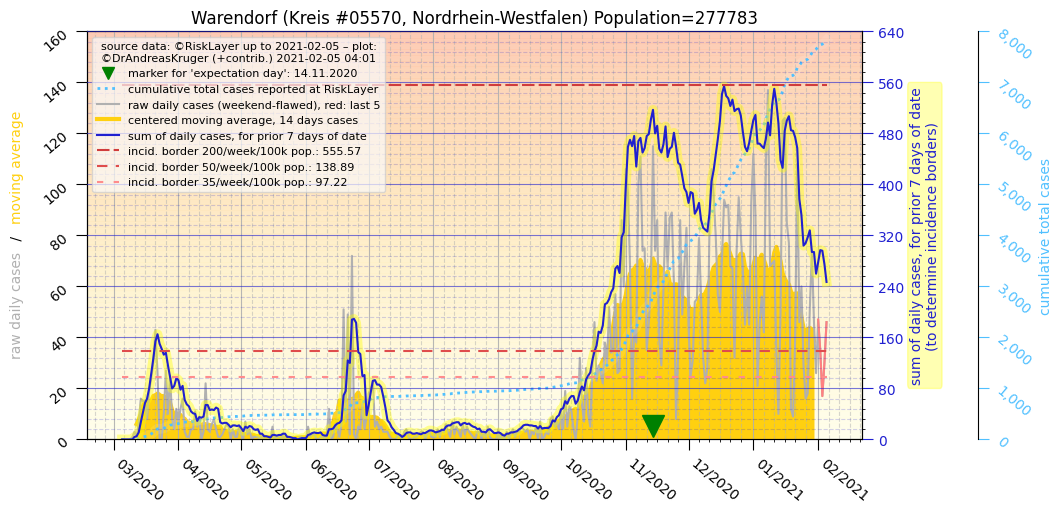 Warendorf (Kreis #05570, Nordrhein-Westfalen) Population=277783
source data: ©RiskLayer up to 2021-02-05 – plot:
©DrAndreasKruger (+contrib.) 2021-02-05 04:01
marker for 'expectation day': 14.11.2020
cumulative total cases reported at RiskLayer
raw daily cases (weekend-flawed), red: last 5
centered moving average, 14 days cases
sum of daily cases, for prior 7 days of date
incid. border 200/week/100k pop.: 555.57
incid. border 50/week/100k pop.: 138.89
incid. border 35/week/100k pop.: 97.22
raw daily cases / moving average
160
140
120
100
80
60
40
20
0
03/2020
04/2020
05/2020
06/2020
07/2020
08/2020
09/2020
10/2020
11/2020
12/2020
01/2021
02/2021
640
560
480
400
320
240
160
80
0
sum of daily cases, for prior 7 days of date
(to determine incidence borders)
8,000
7,000
6,000
5,000
4,000
3,000
2,000
1,000
0
cumulative total cases